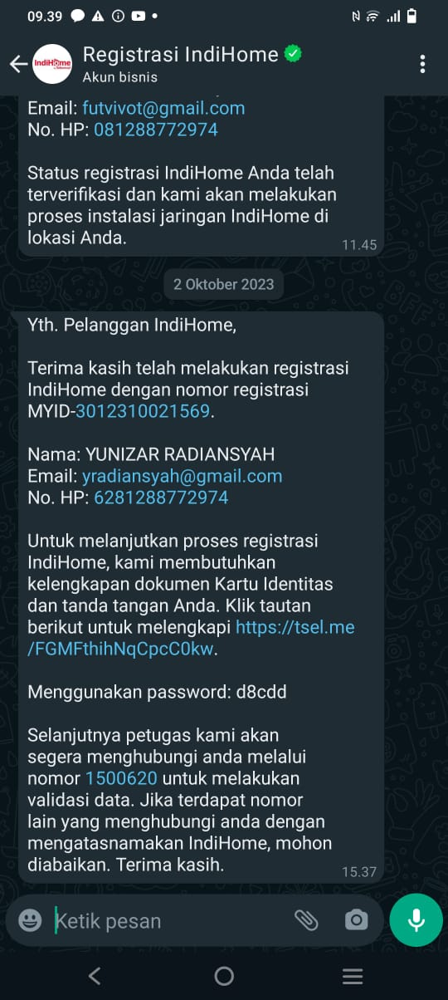 09.39
IndiHome
Registrasi IndiHome
Akun bisnis
Email: futvivot@gmail.com
No. HP: 081288772974
Status registrasi IndiHome Anda telah
terverifikasi dan kami akan melakukan
proses instalasi jaringan IndiHome di
lokasi Anda.
11.45
2 Oktober 2023
Yth. Pelanggan IndiHome,
Terima kasih telah melakukan registrasi
IndiHome dengan nomor registrasi
MYID-3012310021569.
Nama: YUNIZAR RADIANSYAH
Email: yradiansyah@gmail.com
No. HP: 6281288772974
Untuk melanjutkan proses registrasi
IndiHome, kami membutuhkan
kelengkapan dokumen Kartu Identitas
dan tanda tangan Anda. Klik tautan
berikut untuk melengkapi https://tsel.me
/FGMFthihNqCpcC0kw.
Menggunakan password: d8cdd
Selanjutnya petugas kami akan
segera menghubungi anda melalui
nomor 1500620 untuk melakukan
validasi data. Jika terdapat nomor
lain yang menghubungi anda dengan
mengatasnamakan IndiHome, mohon
diabaikan. Terima kasih.
15.37
Ketik pesan